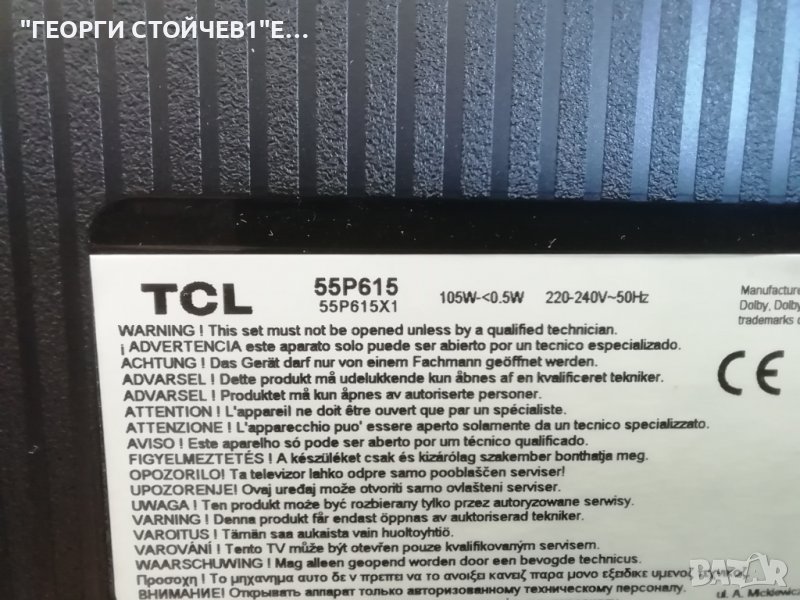 "ГЕОРГИ СТОЙЧЕВ1"Е...
TCL 55P615 105W-<0.5W 220-240V~50Hz
55P615X1
Manufacture
Dolby, Dolby
trademarks o
WARNING ! This set must not be opened unless by a qualified technician.
¡ ADVERTENCIA este aparato solo puede ser abierto por un tecnico especializado.
ACHTUNG ! Das Gerät darf nur von einem Fachmann geöffnet werden.
ADVARSEL ! Dette produkt må udelukkende kun åbnes af en kvalificeret tekniker.
ADVARSEL ! Produktet må kun åpnes av autoriserte personer.
ATTENTION ! L'appareil ne doit être ouvert que par un spécialiste.
ATTENZIONE ! L'apparecchio puo' essere aperto solamente da un tecnico specializzato.
AVISO ! Este aparelho só pode ser aberto por um técnico qualificado.
FIGYELMEZTETÉS ! A készüléket csak és kizárólag szakember bonthatja meg.
OPOZORILO! Ta televizor lahko odpre samo pooblaščen serviser!
UPOZORENJE! Ovaj uređaj može otvoriti samo ovlašteni serviser.
UWAGA ! Ten produkt może być rozbierany tylko przez autoryzowane serwisy.
VARNING ! Denna produkt får endast öppnas av auktoriserad tekniker.
VAROITUS ! Tämän saa aukaista vain huoltoyhtiö.
VAROVÁNÍ ! Tento TV může být otevřen pouze kvalifikovaným servisem.
WAARSCHUWING ! Mag alleen geopend worden door een bevogde technicus.
Προσοχη ! Το μηχανημα αυτο δε ν πρεπει να το ανοιξει κανειζ παρα μονο εξειδικε υμενοζ τεχνικοζ.
ВНИМАНИЕ! Открывать аппарат только авторизованному техническому персоналу.
ul. A. Mickiewicz
CE
BAZAR